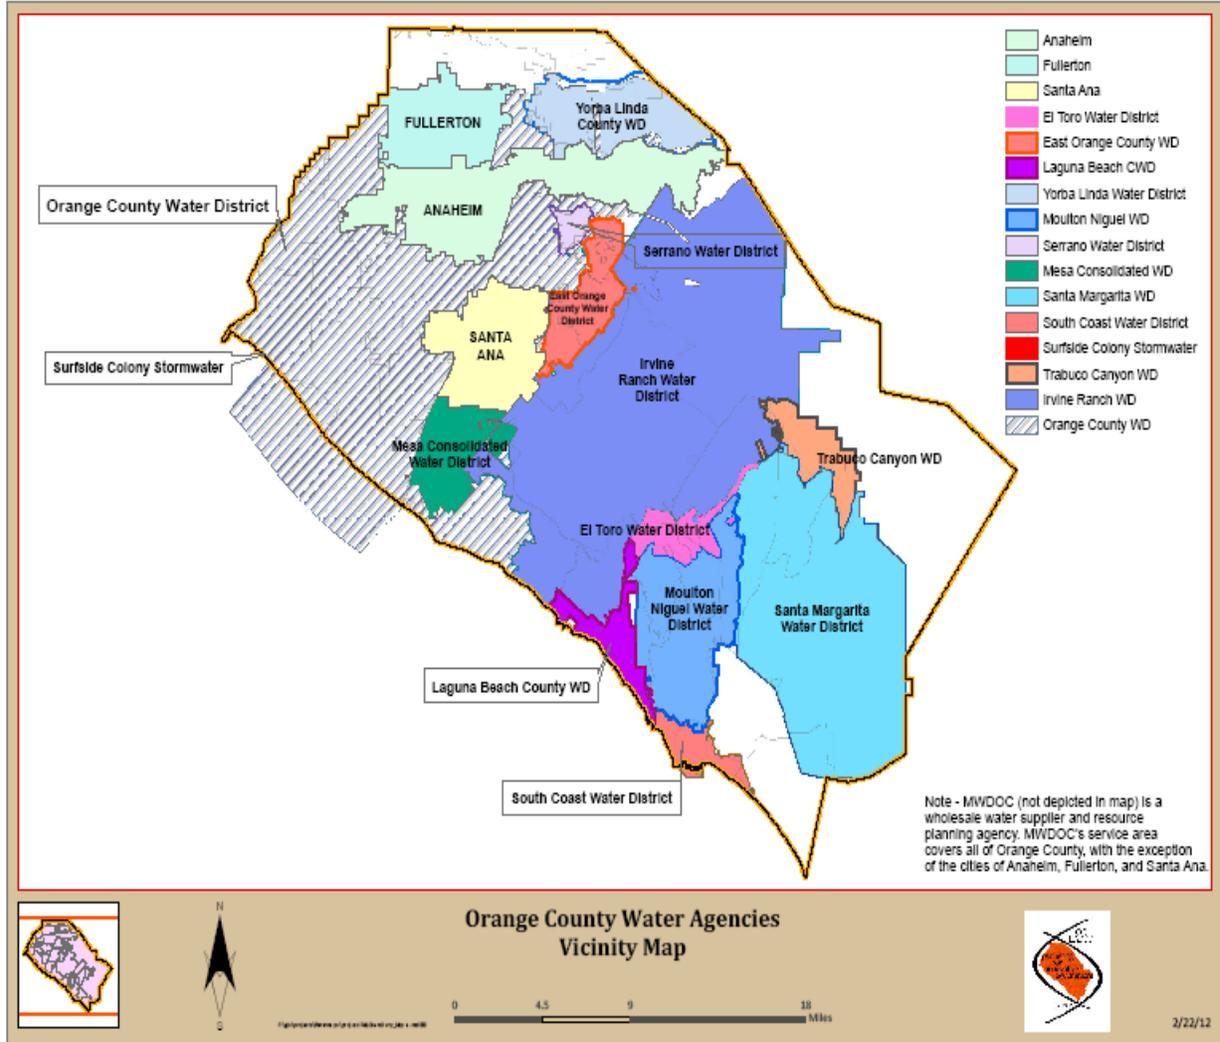 Anaheim
Fullerton
Santa Ana
El Toro Water District
East Orange County WD
Laguna Beach CWD
Yorba Linda Water District
Moulton Niguel WD
Serrano Water District
Mesa Consolidated WD
Santa Margarita WD
South Coast Water District
Surfside Colony Stormwater
Trabuco Canyon WD
Irvine Ranch WD
Orange County WD
FULLERTON
Yorba Linda
County WD
Orange County Water District
ANAHEIM
Serrano Water District
East Orange
County Water
District
SANTA
ANA
Surfside Colony Stormwater
Irvine
Ranch Water
District
Mesa Consolidated
Water District
Trabuco Canyon WD
El Toro Water District
Moulton
Niguel Water
District
Santa Margarita
Water District
Laguna Beach County WD
South Coast Water District
Note - MWDOC (not depicted in map) is a
wholesale water supplier and resource
planning agency. MWDOC's service area
covers all of Orange County, with the exception
of the cities of Anaheim, Fullerton, and Santa Ana.
N
S
Orange County Water Agencies
Vicinity Map
0 4.5 9 18
Miles
2/22/12